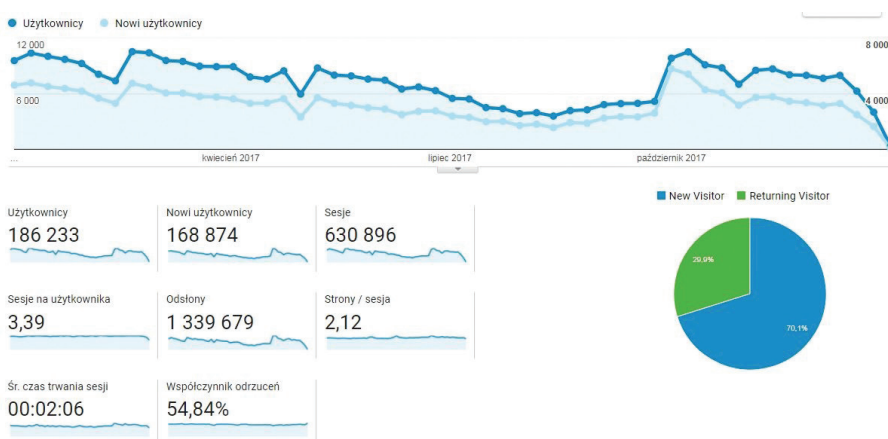 Użytkownicy Nowi użytkownicy
12 000 8 000
6 000 4 000
... kwiecień 2017 lipiec 2017 październik 2017
New Visitor Returning Visitor
Użytkownicy Nowi użytkownicy Sesje
186 233 168 874 630 896
29,9%
Sesje na użytkownika Odsłony Strony / sesja
3,39 1 339 679 2,12
70,1%
Śr. czas trwania sesji Współczynnik odrzuceń
00:02:06 54,84%